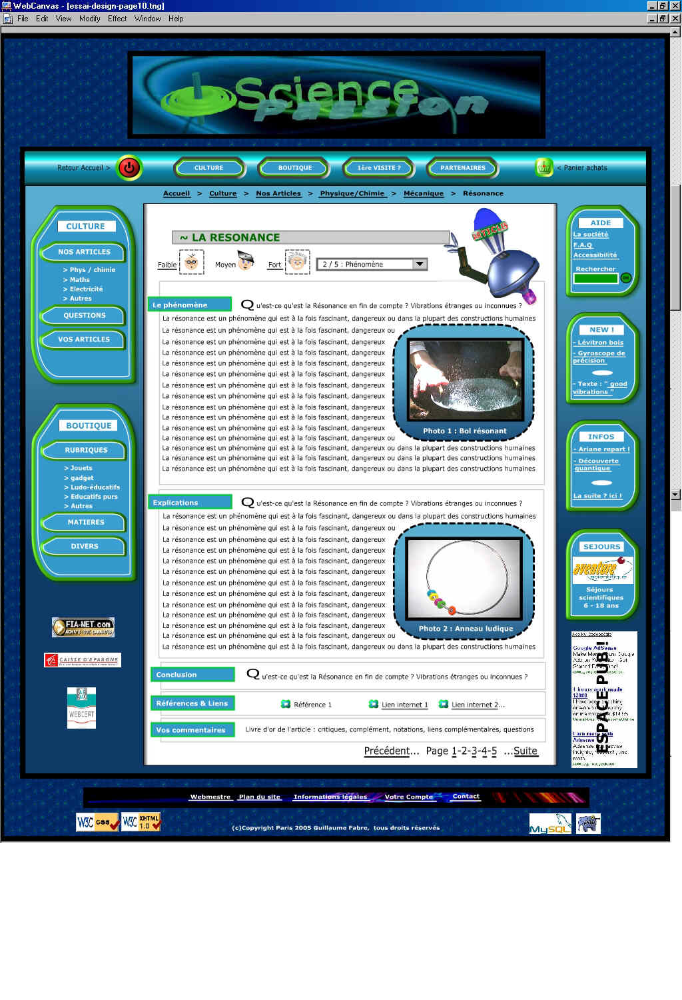 WebCanvas - [essai-design-page10.tng]
File Edit View Modify Effect Window Help
Science
Passion
Retour Accueil >
CULTURE
BOUTIQUE
1ère VISITE ?
PARTENAIRES
< Panier achats
Accueil > Culture > Nos Articles > Physique/Chimie > Mécanique > Résonance
CULTURE
NOS ARTICLES
> Phys / chimie
> Maths
> Electricité
> Autres
QUESTIONS
VOS ARTICLES
BOUTIQUE
RUBRIQUES
> Jouets
> gadget
> Ludo-éducatifs
> Educatifs purs
> Autres
MATIERES
DIVERS
FIA-NET.com
CAISSE D'EPARGNE
WEBCERT
~ LA RESONANCE
ARTICLES
Faible
Moyen
Fort
2 / 5 : Phénomène
Le phénomène
Qu'est-ce qu'est la Résonance en fin de compte ? Vibrations étranges ou inconnues ?
La résonance est un phénomène qui est à la fois fascinant, dangereux ou dans la plupart des constructions humaines
La résonance est un phénomène qui est à la fois fascinant, dangereux ou
La résonance est un phénomène qui est à la fois fascinant, dangereux
La résonance est un phénomène qui est à la fois fascinant, dangereux
La résonance est un phénomène qui est à la fois fascinant, dangereux
La résonance est un phénomène qui est à la fois fascinant, dangereux
La résonance est un phénomène qui est à la fois fascinant, dangereux
La résonance est un phénomène qui est à la fois fascinant, dangereux
La résonance est un phénomène qui est à la fois fascinant, dangereux
La résonance est un phénomène qui est à la fois fascinant, dangereux
La résonance est un phénomène qui est à la fois fascinant, dangereux
La résonance est un phénomène qui est à la fois fascinant, dangereux ou
La résonance est un phénomène qui est à la fois fascinant, dangereux ou dans la plupart des constructions humaines
La résonance est un phénomène qui est à la fois fascinant, dangereux ou dans la plupart des constructions humaines
La résonance est un phénomène qui est à la fois fascinant, dangereux ou dans la plupart des constructions humaines
Photo 1 : Bol résonant
Explications
Qu'est-ce qu'est la Résonance en fin de compte ? Vibrations étranges ou inconnues ?
La résonance est un phénomène qui est à la fois fascinant, dangereux ou dans la plupart des constructions humaines
La résonance est un phénomène qui est à la fois fascinant, dangereux ou
La résonance est un phénomène qui est à la fois fascinant, dangereux
La résonance est un phénomène qui est à la fois fascinant, dangereux
La résonance est un phénomène qui est à la fois fascinant, dangereux
La résonance est un phénomène qui est à la fois fascinant, dangereux
La résonance est un phénomène qui est à la fois fascinant, dangereux
La résonance est un phénomène qui est à la fois fascinant, dangereux
La résonance est un phénomène qui est à la fois fascinant, dangereux
La résonance est un phénomène qui est à la fois fascinant, dangereux
La résonance est un phénomène qui est à la fois fascinant, dangereux
La résonance est un phénomène qui est à la fois fascinant, dangereux ou
La résonance est un phénomène qui est à la fois fascinant, dangereux ou dans la plupart des constructions humaines
Photo 2 : Anneau ludique
Conclusion
Qu'est-ce qu'est la Résonance en fin de compte ? Vibrations étranges ou inconnues ?
Références & Liens
Référence 1
Lien internet 1
Lien internet 2...
Vos commentaires
Livre d'or de l'article : critiques, complément, notations, liens complémentaires, questions
Précédent... Page 1-2-3-4-5 ...Suite
AIDE
La société
F.A.Q
Accessibilité
Rechercher
OK
NEW !
- Lévitron bois
- Gyroscope de
précision
- Texte : " good
vibrations "
INFOS
- Ariane repart !
- Découverte
quantique
La suite ? ici !
SEJOURS
aventure
scientifique
Séjours
scientifiques
6 - 18 ans
Google AdSense
ESPACE PUB!
Webmestre Plan du site Informations légales Votre Compte Contact
W3C CSS
W3C XHTML 1.0
(c)Copyright Paris 2005 Guillaume Fabre, tous droits réservés
MySQL
php